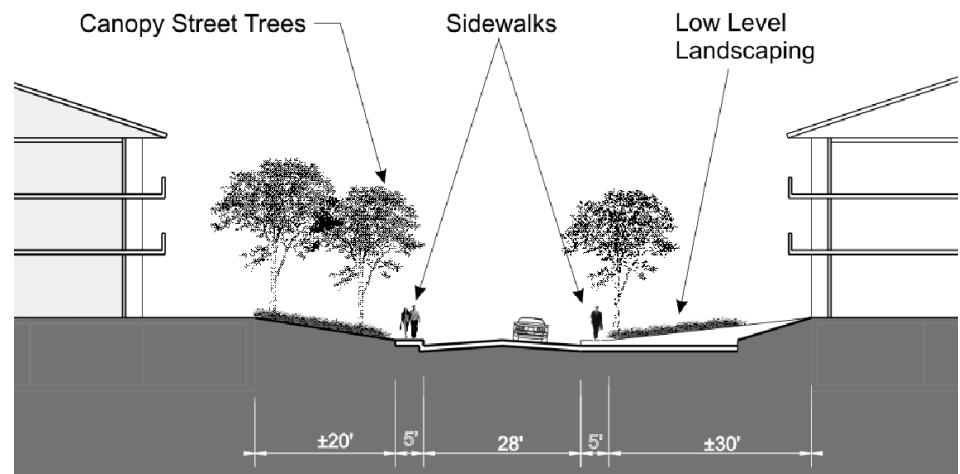 Canopy Street Trees
Sidewalks
Low Level
Landscaping
±20'
5'
28'
5'
±30'